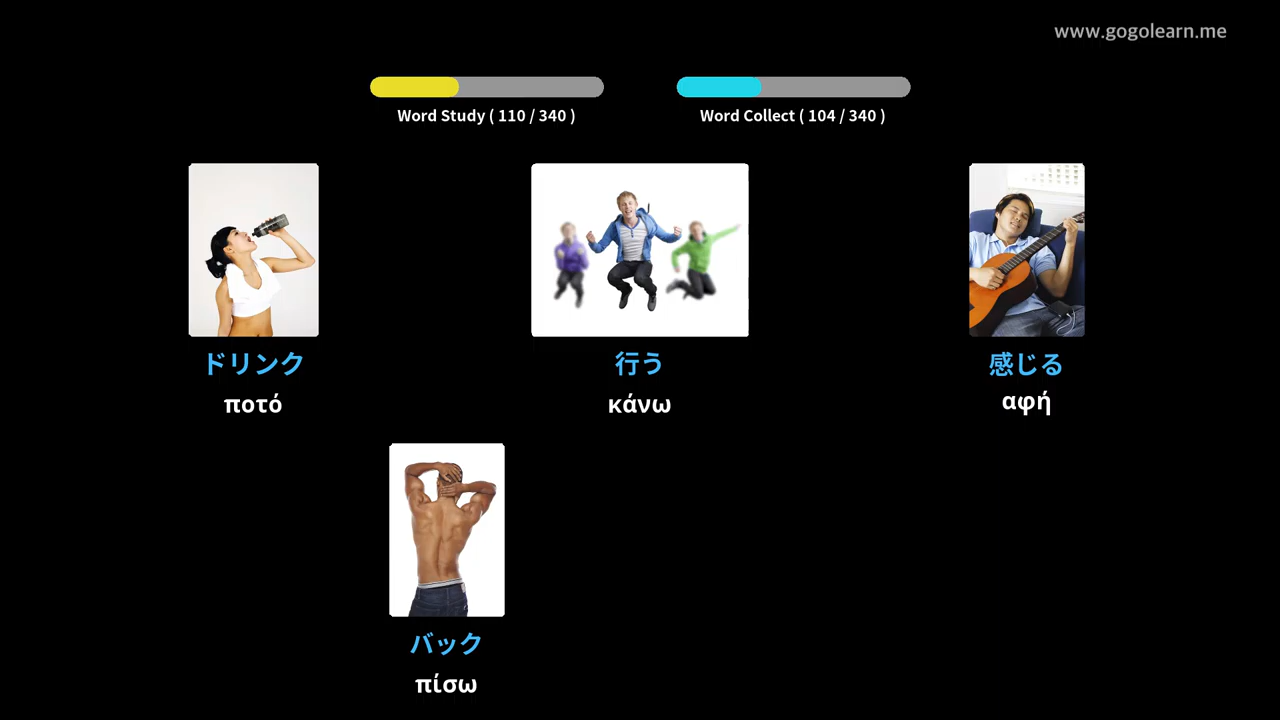 www.gogolearn.me
Word Study ( 110 / 340 )
Word Collect ( 104 / 340 )
ドリンク
ποτό
行う
κάνω
感じる
αφή
バック
πίσω